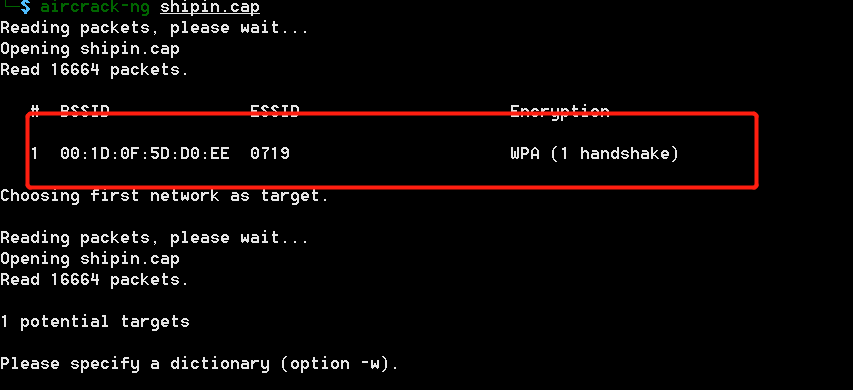 └─$ aircrack-ng shipin.cap
Reading packets, please wait...
Opening shipin.cap
Read 16664 packets.
# BSSID ESSID Encryption
1 00:1D:0F:5D:D0:EE 0719 WPA (1 handshake)
Choosing first network as target.
Reading packets, please wait...
Opening shipin.cap
Read 16664 packets.
1 potential targets
Please specify a dictionary (option -w).